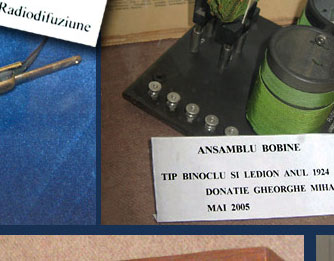 Radiodifuziune
ANSAMBLU BOBINE
TIP BINOCLU SI LEDION ANUL 1924
DONATIE GHEORGHE MIHA
MAI 2005